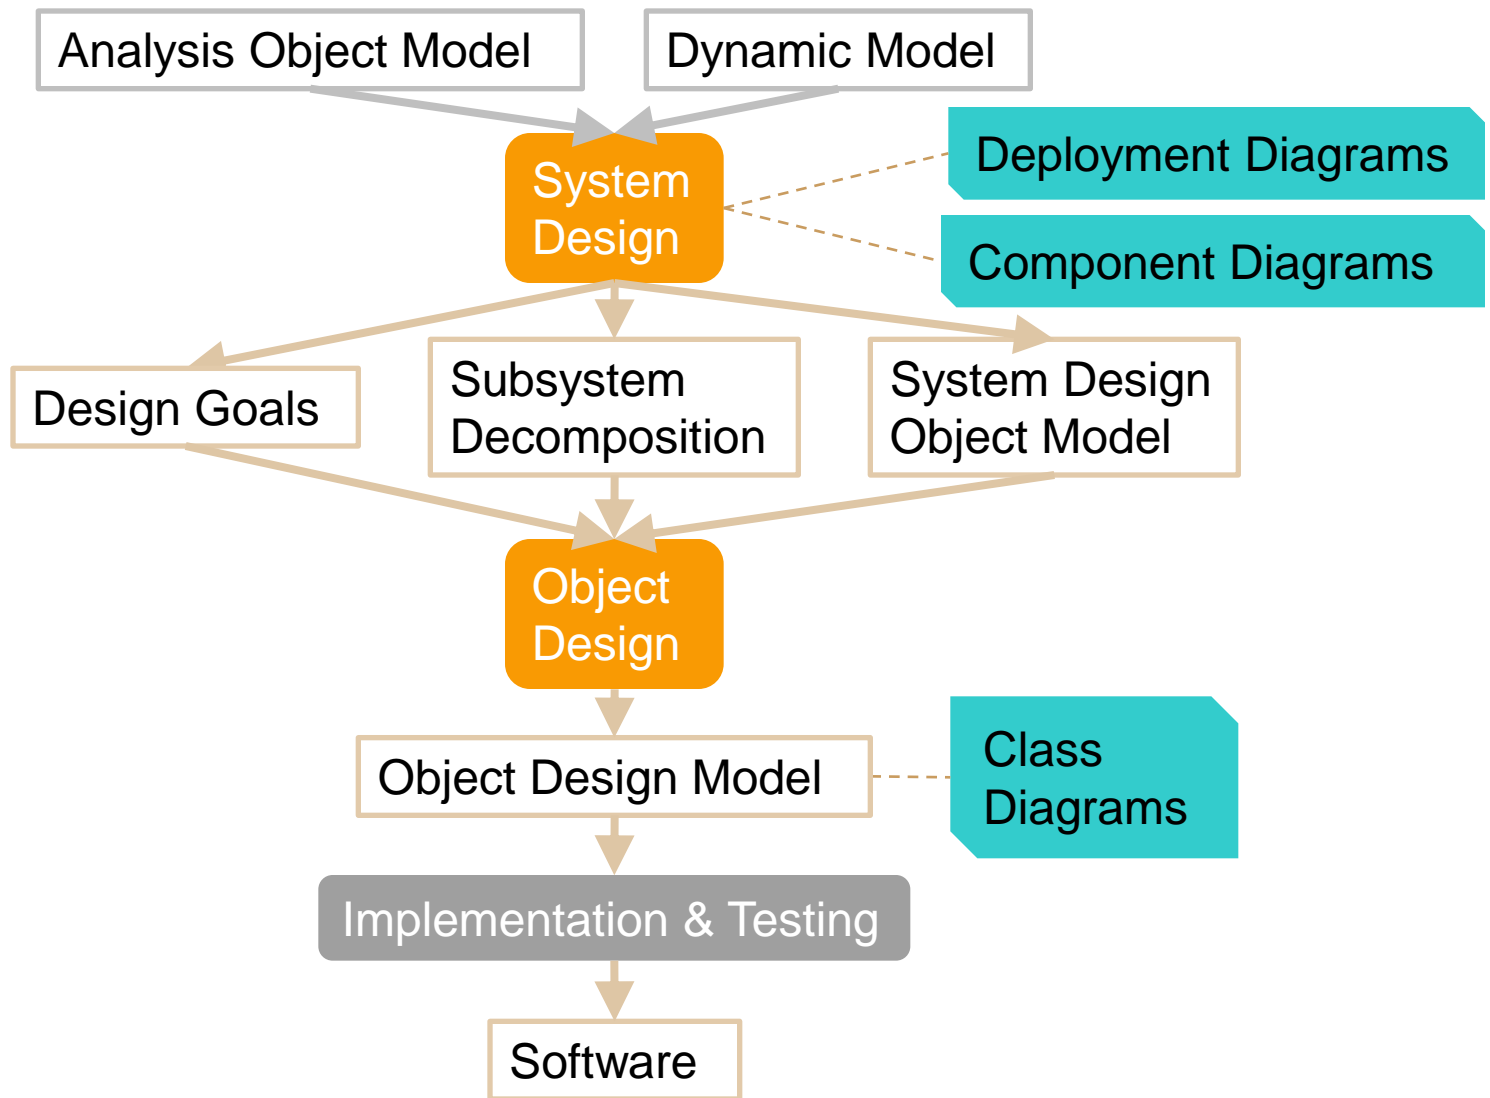 Analysis Object Model
Dynamic Model
Deployment Diagrams
System
Design
Component Diagrams
Design Goals
Subsystem
Decomposition
System Design
Object Model
Object
Design
Object Design Model
Class
Diagrams
Implementation & Testing
Software